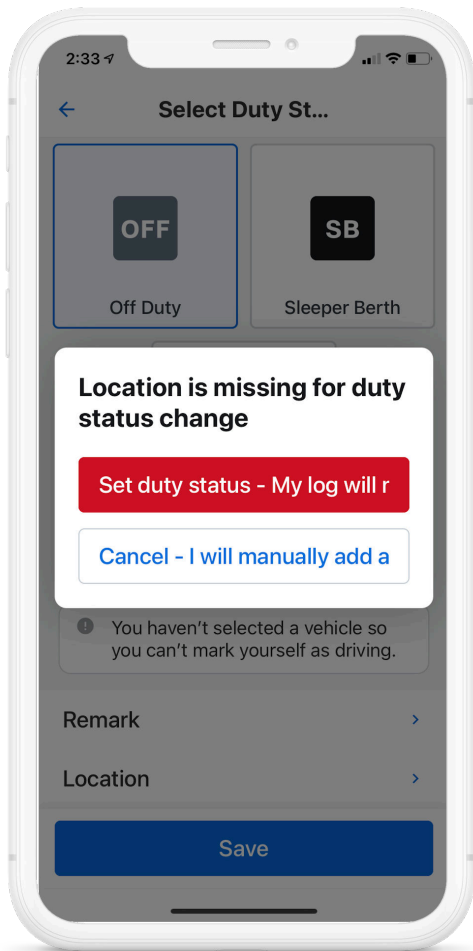 2:33
Select Duty St...
OFF
SB
Off Duty
Sleeper Berth
Location is missing for duty
status change
Set duty status - My log will r
Cancel - I will manually add a
You haven't selected a vehicle so
you can't mark yourself as driving.
Remark
Location
Save